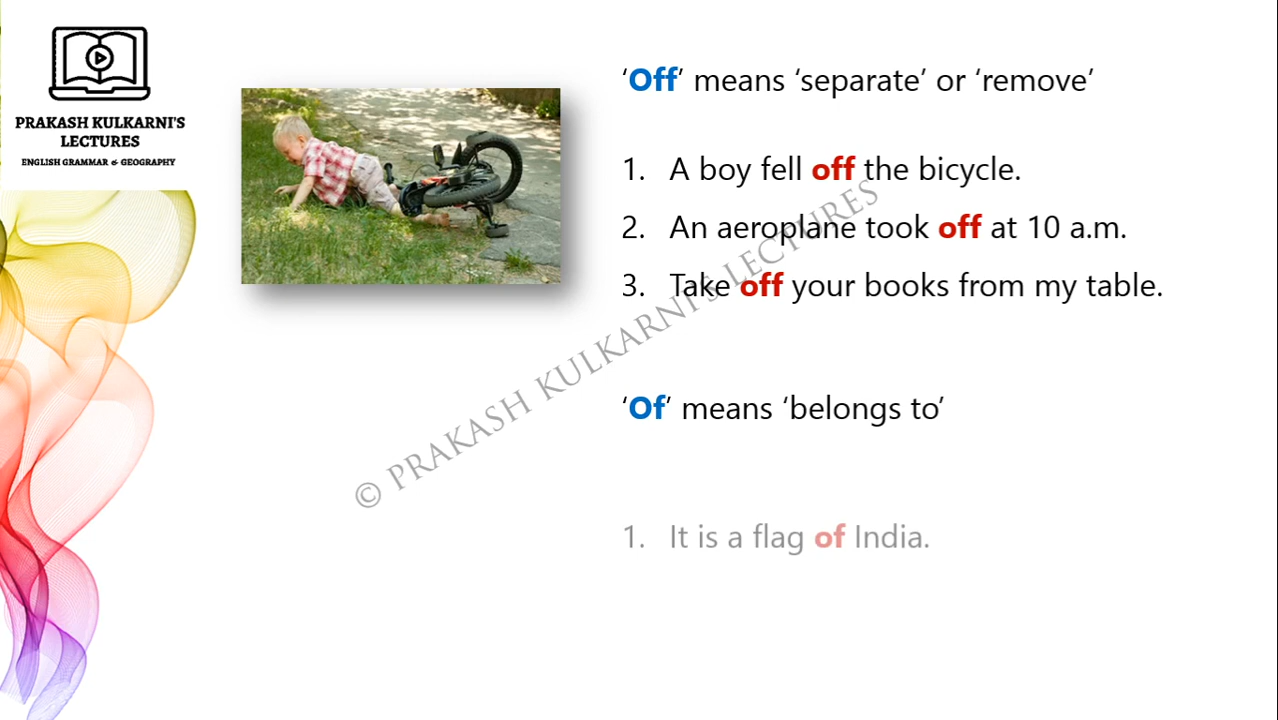 PRAKASH KULKARNI'S
LECTURES
ENGLISH GRAMMAR & GEOGRAPHY
‘Off’ means ‘separate’ or ‘remove’
1. A boy fell off the bicycle.
2. An aeroplane took off at 10 a.m.
3. Take off your books from my table.
© PRAKASH KULKARNI'S LECTURES
‘Of’ means ‘belongs to’
1. It is a flag of India.